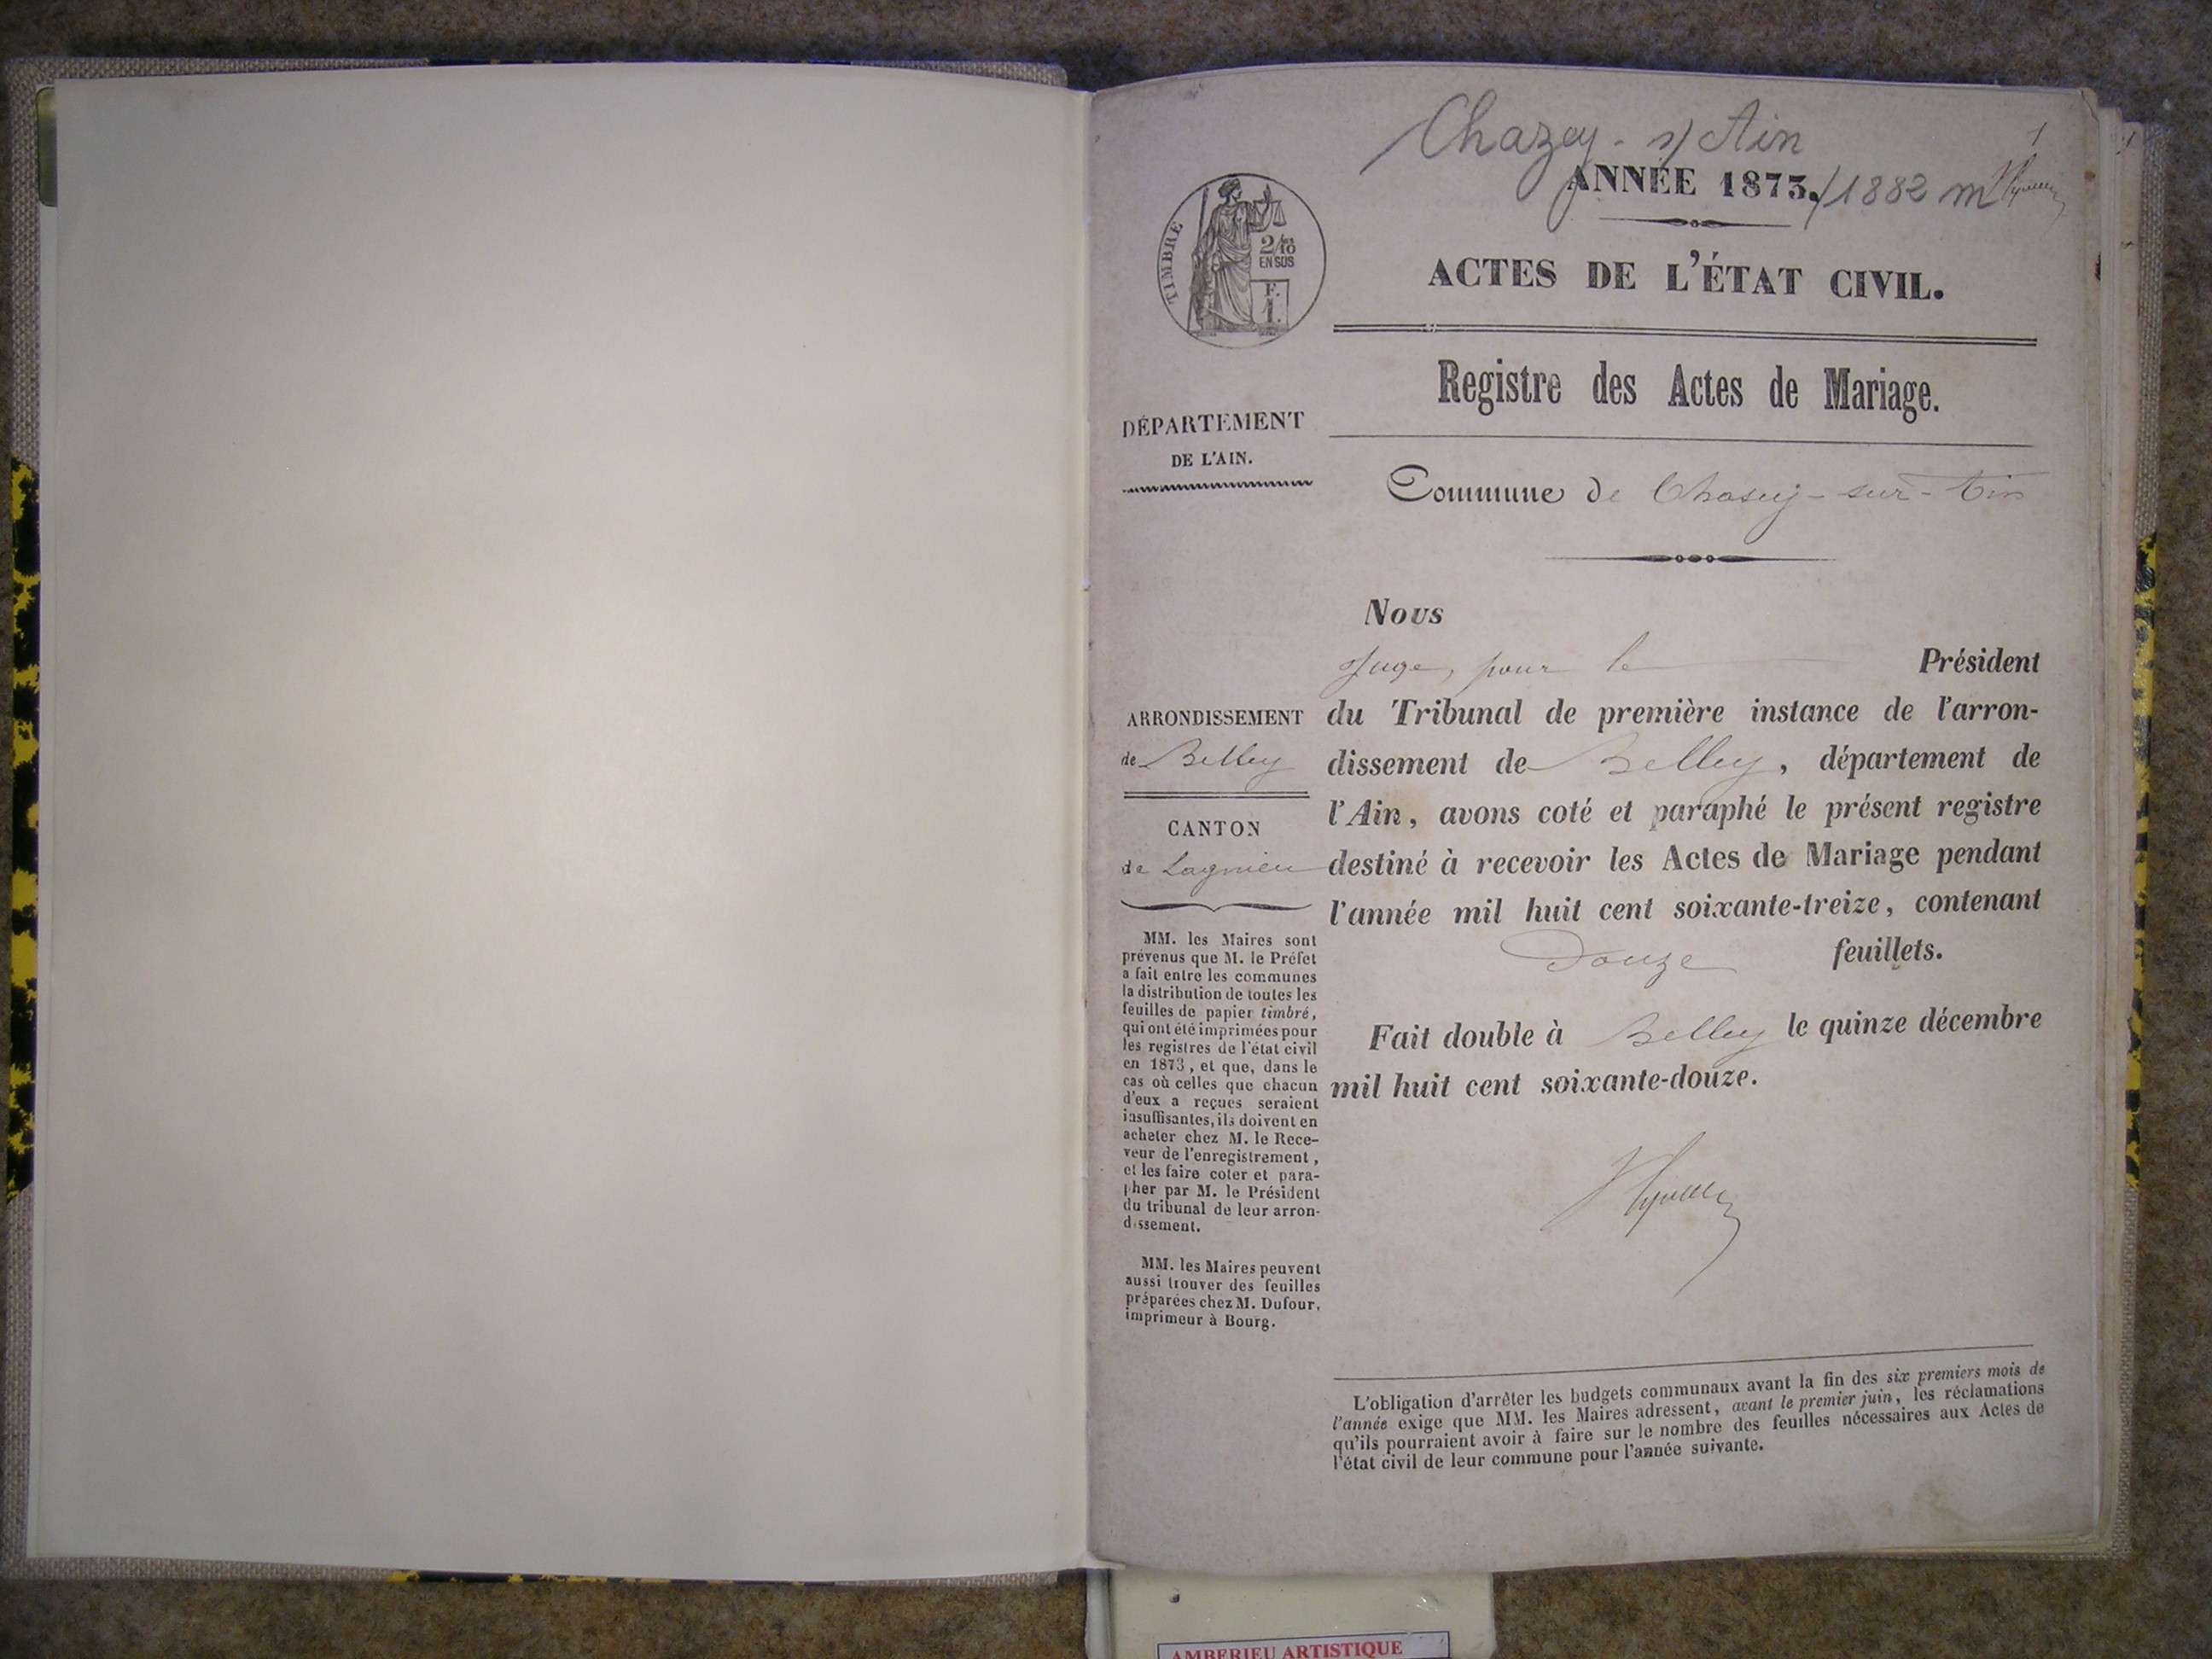 Chazey - s/ Ain
1
ANNÉE 1873. /1882 m
TIMBRE
2/10
EN SUS
F.
1.
ACTES DE L'ÉTAT CIVIL.
Registre des Actes de Mariage.
DÉPARTEMENT
DE L'AIN.
Commune de Chasey-sur-Ain
Nous
Juge, pour le Président
du Tribunal de première instance de l'arron-
dissement de Belley, département de
l'Ain, avons coté et paraphé le présent registre
destiné à recevoir les Actes de Mariage pendant
l'année mil huit cent soixante-treize, contenant
Douze feuillets.
Fait double à Belley le quinze décembre
mil huit cent soixante-douze.
ARRONDISSEMENT
de Belley
CANTON
de Lagnieu
MM. les Maires sont
prévenus que M. le Préfet
a fait entre les communes
la distribution de toutes les
feuilles de papier timbré,
qui ont été imprimées pour
les registres de l'état civil
en 1873, et que, dans le
cas où celles que chacun
d'eux a reçues seraient
insuffisantes, ils doivent en
acheter chez M. le Rece-
veur de l'enregistrement,
et les faire coter et para-
pher par M. le Président
du tribunal de leur arron-
dissement.
MM. les Maires peuvent
aussi trouver des feuilles
préparées chez M. Dufour,
imprimeur à Bourg.
L'obligation d'arrêter les budgets communaux avant la fin des six premiers mois de
l'année exige que MM. les Maires adressent, avant le premier juin, les réclamations
qu'ils pourraient avoir à faire sur le nombre des feuilles nécessaires aux Actes de
l'état civil de leur commune pour l'année suivante.
AMBERIEU ARTISTIQUE